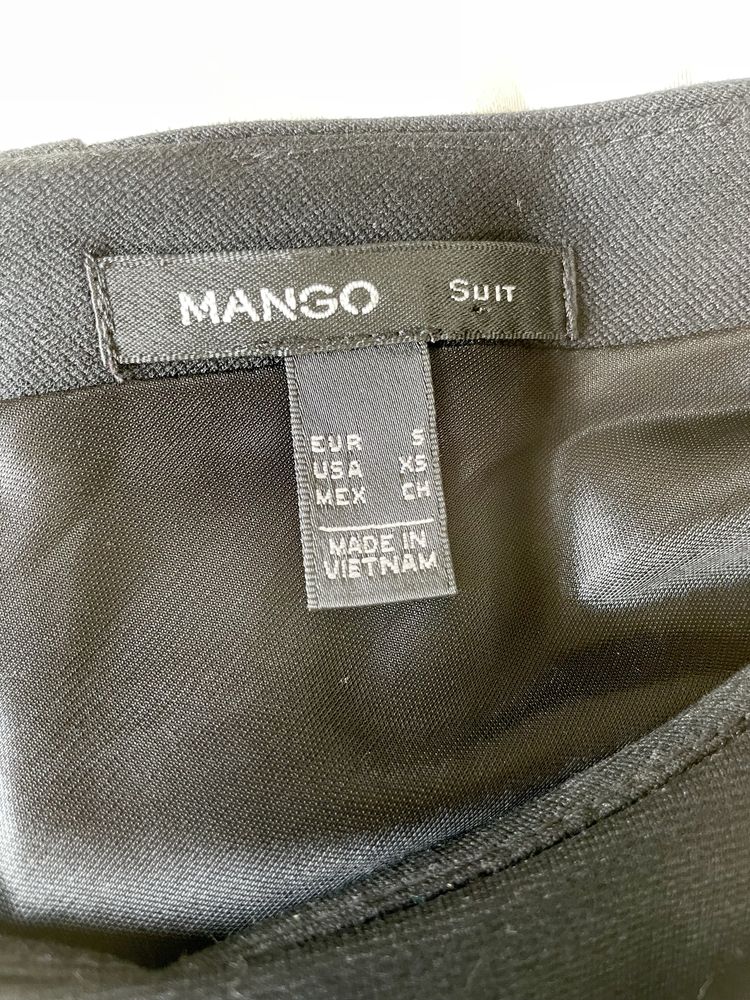 MANGO SUIT
EUR S
USA XS
MEX CH
MADE IN
VIETNAM